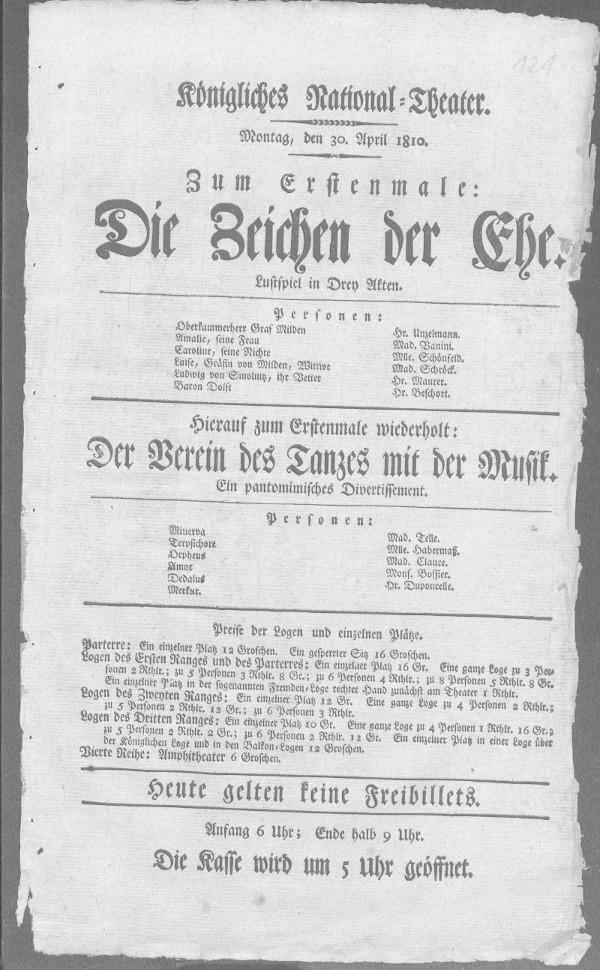 124
Königliches National-Theater.
Montag, den 30. April 1810.
Zum Erstenmale:
Die Zeichen der Ehe.
Lustspiel in Drey Akten.
Personen:
Oberkammerherr Graf Milden Hr. Unzelmann.
Amalie, seine Frau Mad. Vanini.
Caroline, seine Nichte Mlle. Schönfeld.
Luise, Gräfin von Milden, Wittwe Mad. Schröck.
Ludwig von Smolnitz, ihr Vetter Hr. Maurer.
Baron Dolst Hr. Beschort.
Hierauf zum Erstenmale wiederholt:
Der Verein des Tanzes mit der Musik.
Ein pantomimisches Divertissement.
Personen:
Minerva Mad. Telle.
Terpsichore Mlle. Habermaß.
Orpheus Mad. Clauce.
Amor Mons. Bossier.
Dedalus Hr. Duponcelle.
Merkur.
Preise der Logen und einzelnen Plätze.
Parterre: Ein einzelner Platz 12 Groschen. Ein gesperrter Sitz 16 Groschen.
Logen des Ersten Ranges und des Parterres: Ein einzelner Platz 16 Gr. Eine ganze Loge zu 3 Per-
sonen 2 Rthlr.; zu 5 Personen 3 Rthlr. 8 Gr.; zu 6 Personen 4 Rthlr.; zu 8 Personen 5 Rthlr. 8 Gr.
Ein einzelner Platz in der sogenannten Fremden-Loge rechter Hand zunächst am Theater 1 Rthlr.
Logen des Zweyten Ranges: Ein einzelner Platz 12 Gr. Eine ganze Loge zu 4 Personen 2 Rthlr.;
zu 5 Personen 2 Rthlr. 12 Gr.; zu 6 Personen 3 Rthlr.
Logen des Dritten Ranges: Ein einzelner Platz 10 Gr. Eine ganze Loge zu 4 Personen 1 Rthlr. 16 Gr.;
zu 5 Personen 2 Rthlr. 2 Gr.; zu 6 Personen 2 Rthlr. 12 Gr. Ein einzelner Platz in einer Loge über
der Königlichen Loge und in den Balkon-Logen 12 Groschen.
Vierte Reihe: Amphitheater 6 Groschen.
Heute gelten keine Freibillets.
Anfang 6 Uhr; Ende halb 9 Uhr.
Die Kasse wird um 5 Uhr geöffnet.